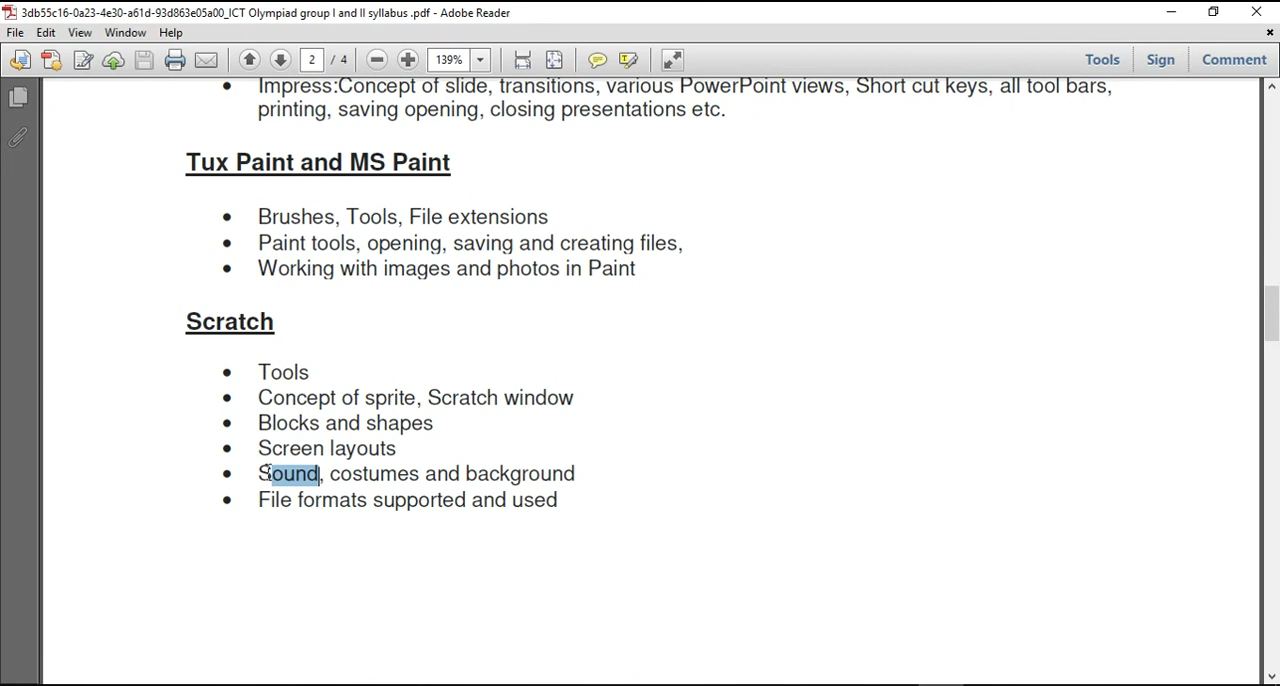 3db55c16-0a23-4e30-a61d-93d863e05a00_ICT Olympiad group I and II syllabus .pdf - Adobe Reader
File Edit View Window Help
2 / 4 139% Tools Sign Comment
• Impress:Concept of slide, transitions, various PowerPoint views, Short cut keys, all tool bars,
printing, saving opening, closing presentations etc.
Tux Paint and MS Paint
• Brushes, Tools, File extensions
• Paint tools, opening, saving and creating files,
• Working with images and photos in Paint
Scratch
• Tools
• Concept of sprite, Scratch window
• Blocks and shapes
• Screen layouts
• Sound, costumes and background
• File formats supported and used